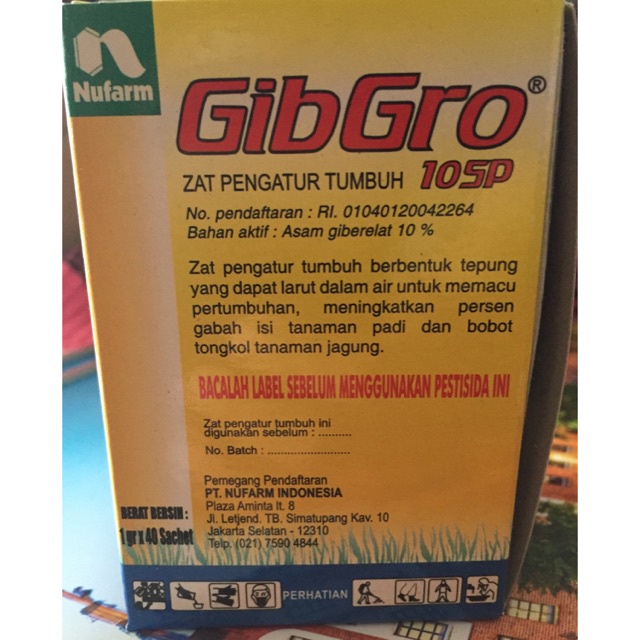 Nufarm
GibGro®
ZAT PENGATUR TUMBUH 10SP
No. pendaftaran : RI. 01040120042264
Bahan aktif : Asam giberelat 10 %
Zat pengatur tumbuh berbentuk tepung
yang dapat larut dalam air untuk memacu
pertumbuhan, meningkatkan persen
gabah isi tanaman padi dan bobot
tongkol tanaman jagung.
BACALAH LABEL SEBELUM MENGGUNAKAN PESTISIDA INI
Zat pengatur tumbuh ini
digunakan sebelum : ..........
No. Batch : .........................
Pemegang Pendaftaran
PT. NUFARM INDONESIA
Plaza Aminta lt. 8
Jl. Letjend. TB. Simatupang Kav. 10
Jakarta Selatan - 12310
Telp. (021) 7590 4844
BERAT BERSIH :
1 gr x 40 Sachet
PERHATIAN